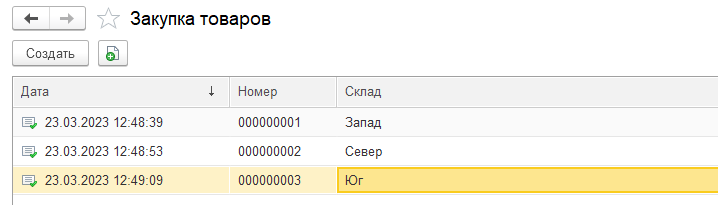 Закупка товаров
Создать
Дата ↓ Номер Склад
23.03.2023 12:48:39 000000001 Запад
23.03.2023 12:48:53 000000002 Север
23.03.2023 12:49:09 000000003 Юг